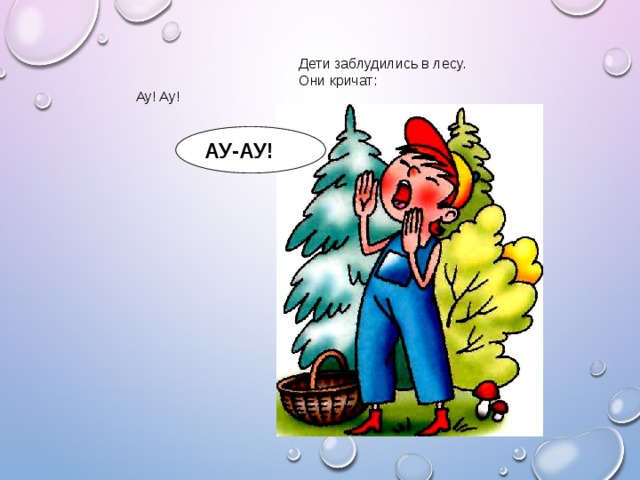 Дети заблудились в лесу.
Они кричат:
Ау! Ау!
АУ-АУ!